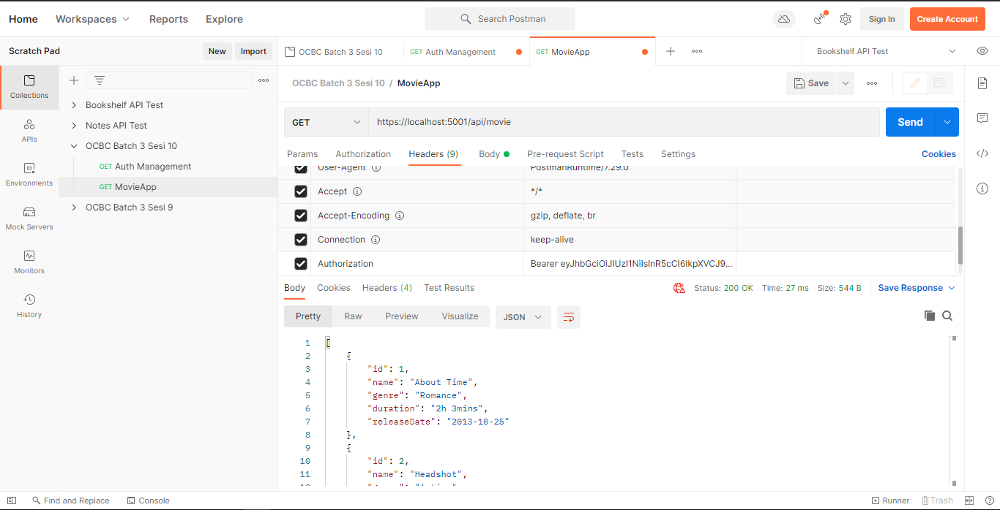 Home Workspaces Reports Explore Search Postman Sign In Create Account
Scratch Pad New Import
OCBC Batch 3 Sesi 10 GET Auth Management GET MovieApp Bookshelf API Test
Collections
APIs
Environments
Mock Servers
Monitors
History
Bookshelf API Test
Notes API Test
OCBC Batch 3 Sesi 10
GET Auth Management
GET MovieApp
OCBC Batch 3 Sesi 9
OCBC Batch 3 Sesi 10 / MovieApp Save
GET https://localhost:5001/api/movie Send
Params Authorization Headers (9) Body Pre-request Script Tests Settings Cookies
User-Agent PostmanRuntime/7.29.0
Accept */*
Accept-Encoding gzip, deflate, br
Connection keep-alive
Authorization Bearer eyJhbGciOiJIUzI1NiIsInR5cCI6IkpXVCJ9...
Body Cookies Headers (4) Test Results Status: 200 OK Time: 27 ms Size: 544 B Save Response
Pretty Raw Preview Visualize JSON
1 [
2 {
3 "id": 1,
4 "name": "About Time",
5 "genre": "Romance",
6 "duration": "2h 3mins",
7 "releaseDate": "2013-10-25"
8 },
9 {
10 "id": 2,
11 "name": "Headshot",
Find and Replace Console Runner Trash